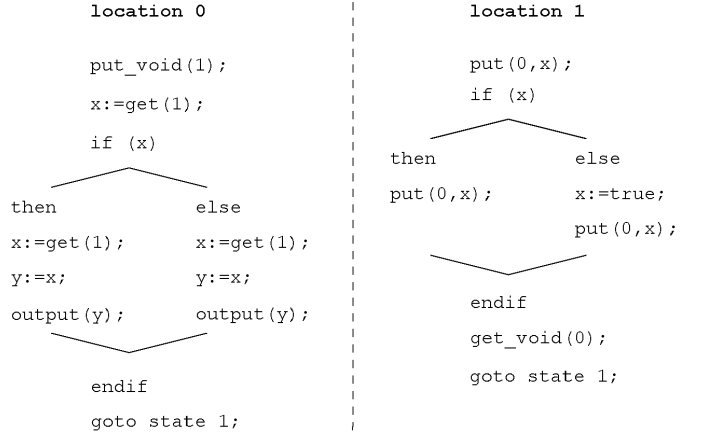 location 0
put_void(1);
x:=get(1);
if (x)
then
x:=get(1);
y:=x;
output(y);
else
x:=get(1);
y:=x;
output(y);
endif
goto state 1;
location 1
put(0,x);
if (x)
then
put(0,x);
else
x:=true;
put(0,x);
endif
get_void(0);
goto state 1;